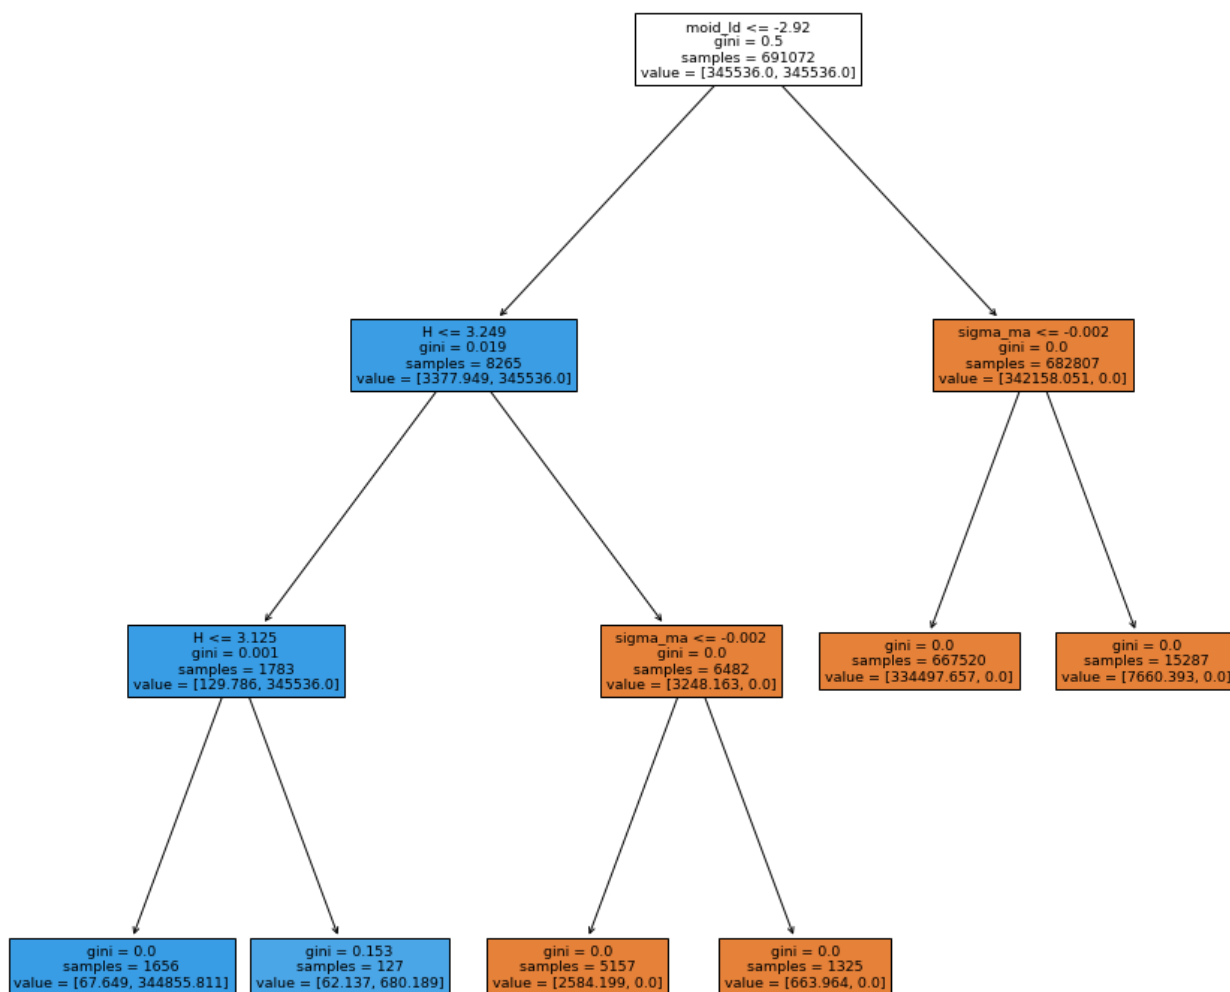 moid_ld <= -2.92
gini = 0.5
samples = 691072
value = [345536.0, 345536.0]
H <= 3.249
gini = 0.019
samples = 8265
value = [3377.949, 345536.0]
sigma_ma <= -0.002
gini = 0.0
samples = 682807
value = [342158.051, 0.0]
H <= 3.125
gini = 0.001
samples = 1783
value = [129.786, 345536.0]
sigma_ma <= -0.002
gini = 0.0
samples = 6482
value = [3248.163, 0.0]
gini = 0.0
samples = 667520
value = [334497.657, 0.0]
gini = 0.0
samples = 15287
value = [7660.393, 0.0]
gini = 0.0
samples = 1656
value = [67.649, 344855.811]
gini = 0.153
samples = 127
value = [62.137, 680.189]
gini = 0.0
samples = 5157
value = [2584.199, 0.0]
gini = 0.0
samples = 1325
value = [663.964, 0.0]